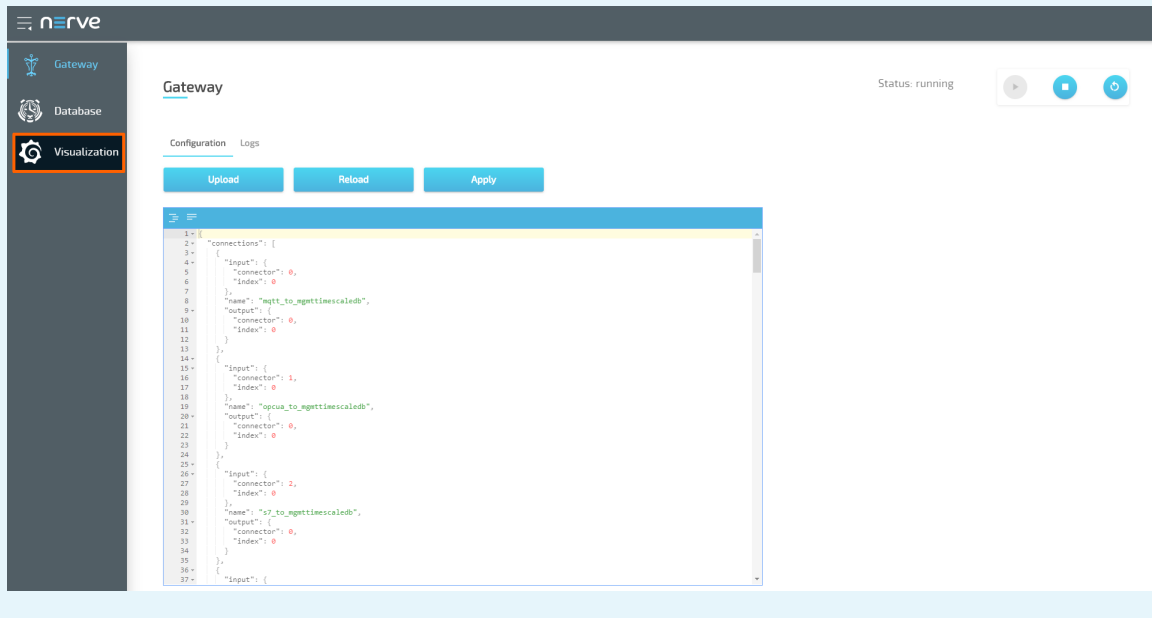 nerve
Gateway
Database
Visualization
Gateway
Status: running
Configuration Logs
Upload Reload Apply
1 {
2 "connections": [
3 {
4 "input": {
5 "connector": 0,
6 "index": 0
7 },
8 "name": "mqtt_to_mgmttimescaledb",
9 "output": {
10 "connector": 0,
11 "index": 0
12 }
13 },
14 {
15 "input": {
16 "connector": 1,
17 "index": 0
18 },
19 "name": "opcua_to_mgmttimescaledb",
20 "output": {
21 "connector": 0,
22 "index": 0
23 }
24 },
25 {
26 "input": {
27 "connector": 2,
28 "index": 0
29 },
30 "name": "s7_to_mgmttimescaledb",
31 "output": {
32 "connector": 0,
33 "index": 0
34 }
35 },
36 {
37 "input": {